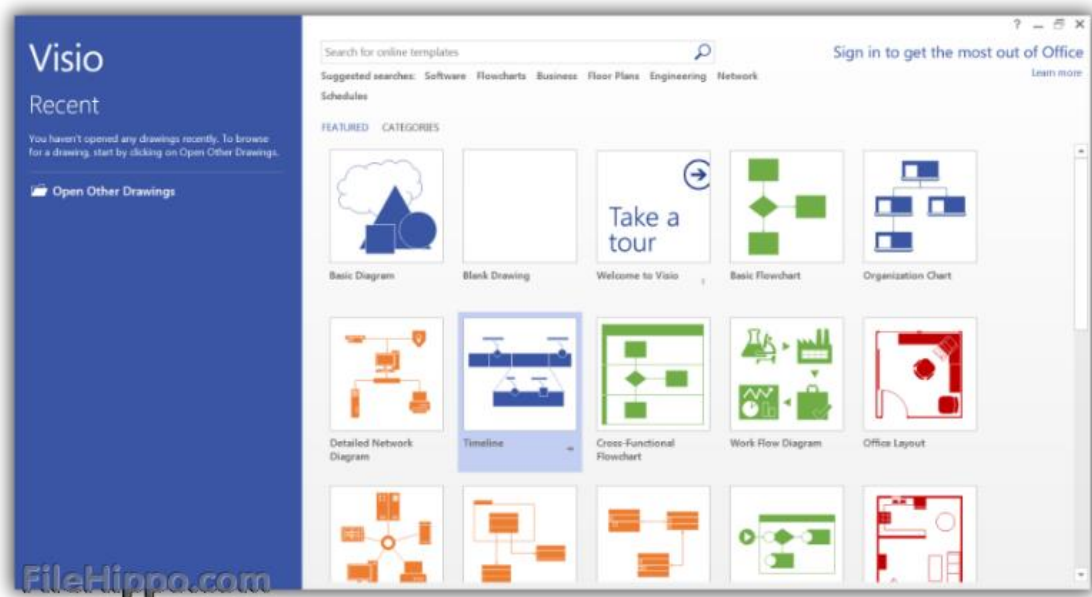 ?
Visio
Search for online templates
Sign in to get the most out of Office
Learn more
Suggested searches: Software Flowcharts Business Floor Plans Engineering Network
Schedules
Recent
You haven't opened any drawings recently. To browse
for a drawing, start by clicking on Open Other Drawings.
Open Other Drawings
FEATURED CATEGORIES
Take a
tour
Basic Diagram
Blank Drawing
Welcome to Visio
Basic Flowchart
Organization Chart
Detailed Network
Diagram
Timeline
Cross-Functional
Flowchart
Work Flow Diagram
Office Layout
FileHippo.com